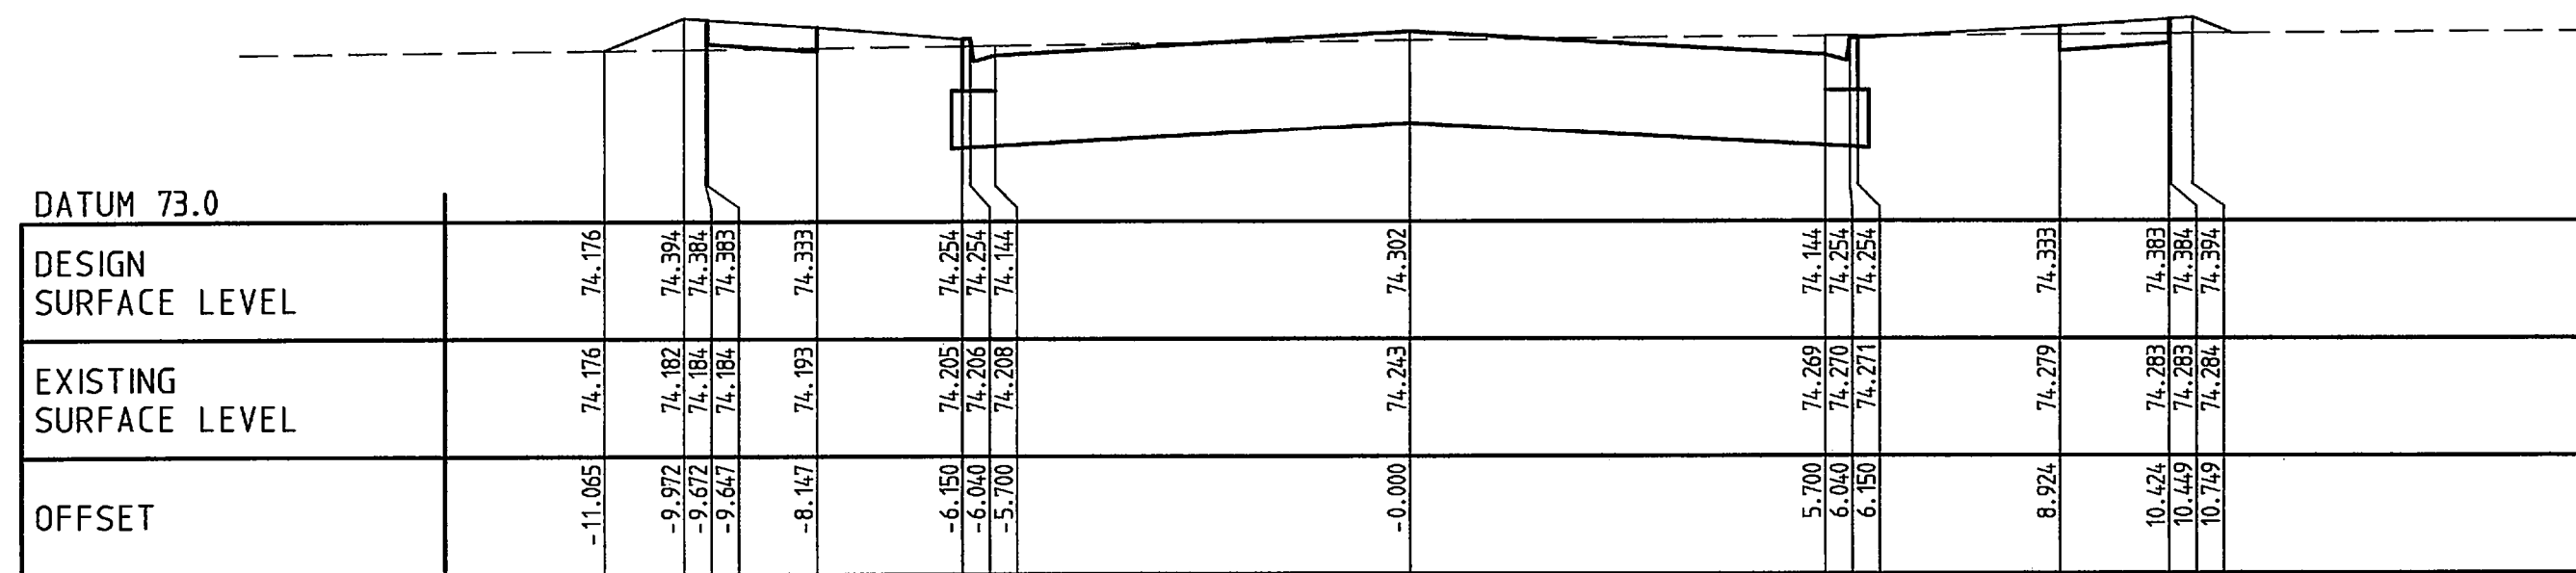 DATUM 73.0
DESIGN
SURFACE LEVEL
74.176 74.394 74.384 74.383 74.333 74.254 74.254 74.144 74.302 74.144 74.254 74.254 74.333 74.383 74.384 74.394
EXISTING
SURFACE LEVEL
74.176 74.182 74.184 74.184 74.193 74.205 74.206 74.208 74.243 74.269 74.270 74.271 74.279 74.283 74.283 74.284
OFFSET
-11.065 -9.972 -9.672 -9.647 -8.147 -6.150 -6.040 -5.700 -0.000 5.700 6.040 6.150 8.924 10.424 10.449 10.749